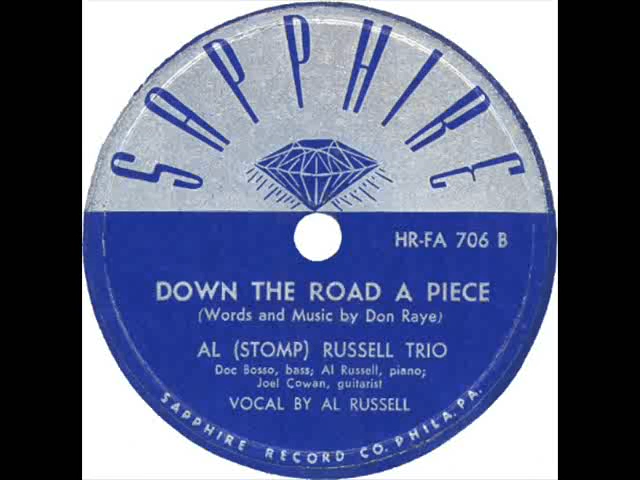 SAPPHIRE
HR-FA 706 B
DOWN THE ROAD A PIECE
(Words and Music by Don Raye)
AL (STOMP) RUSSELL TRIO
Doc Bosso, bass; Al Russell, piano;
Joel Cowan, guitarist
VOCAL BY AL RUSSELL
SAPPHIRE RECORD CO. PHILA. PA.